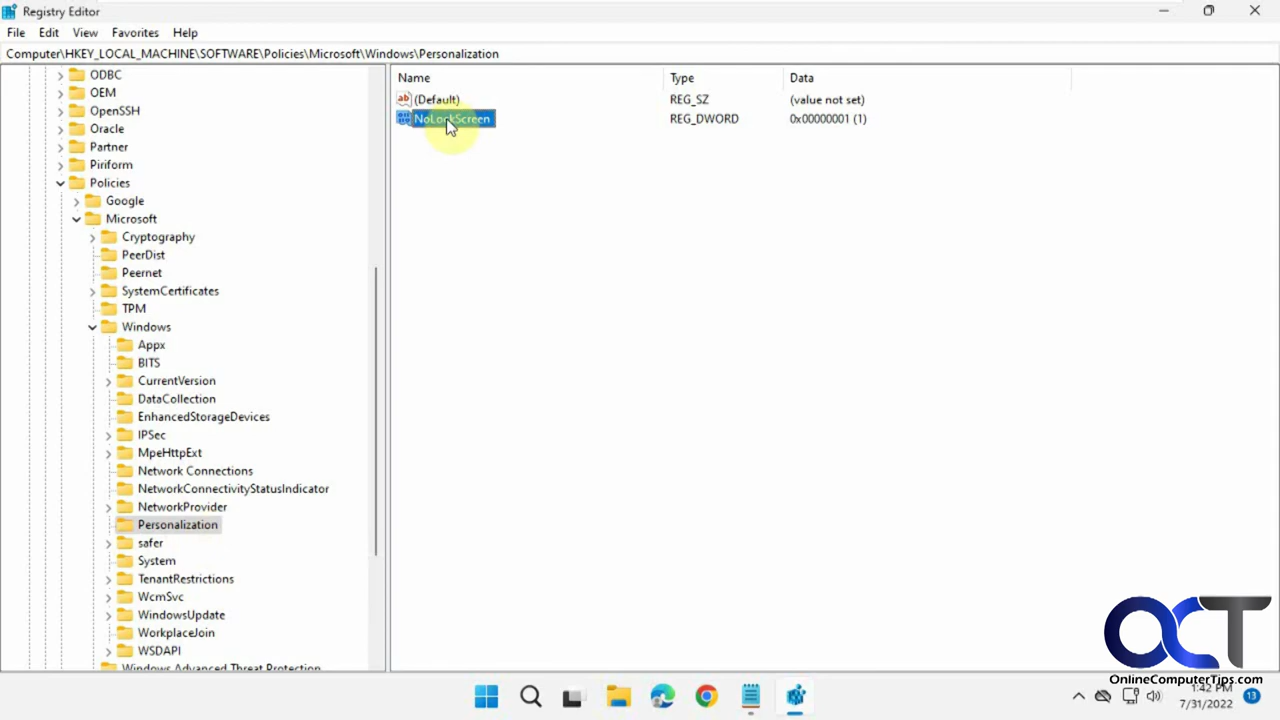 Registry Editor
File Edit View Favorites Help
Computer\HKEY_LOCAL_MACHINE\SOFTWARE\Policies\Microsoft\Windows\Personalization
ODBC
OEM
OpenSSH
Oracle
Partner
Piriform
Policies
Google
Microsoft
Cryptography
PeerDist
Peernet
SystemCertificates
TPM
Windows
Appx
BITS
CurrentVersion
DataCollection
EnhancedStorageDevices
IPSec
MpeHttpExt
Network Connections
NetworkConnectivityStatusIndicator
NetworkProvider
Personalization
safer
System
TenantRestrictions
WcmSvc
WindowsUpdate
WorkplaceJoin
WSDAPI
Windows Advanced Threat Protection
Name Type Data
ab (Default) REG_SZ (value not set)
NoLockScreen REG_DWORD 0x00000001 (1)
OCT
OnlineComputerTips.com
1:42 PM
7/31/2022
13